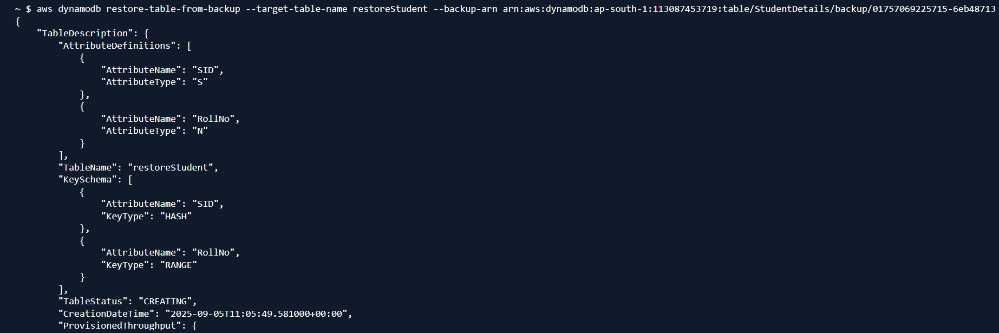 ~ $ aws dynamodb restore-table-from-backup --target-table-name restoreStudent --backup-arn arn:aws:dynamodb:ap-south-1:113087453719:table/StudentDetails/backup/01757069225715-6eb48713
{
    "TableDescription": {
        "AttributeDefinitions": [
            {
                "AttributeName": "SID",
                "AttributeType": "S"
            },
            {
                "AttributeName": "RollNo",
                "AttributeType": "N"
            }
        ],
        "TableName": "restoreStudent",
        "KeySchema": [
            {
                "AttributeName": "SID",
                "KeyType": "HASH"
            },
            {
                "AttributeName": "RollNo",
                "KeyType": "RANGE"
            }
        ],
        "TableStatus": "CREATING",
        "CreationDateTime": "2025-09-05T11:05:49.581000+00:00",
        "ProvisionedThroughput": {